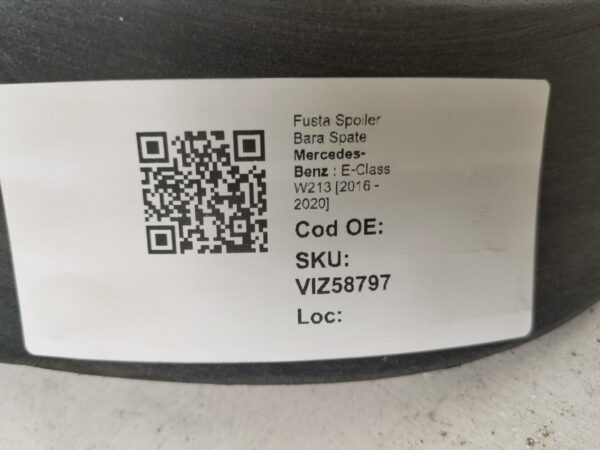 Fusta Spoiler
Bara Spate
Mercedes-
Benz : E-Class
W213 [2016 -
2020]
Cod OE:
SKU:
VIZ58797
Loc: